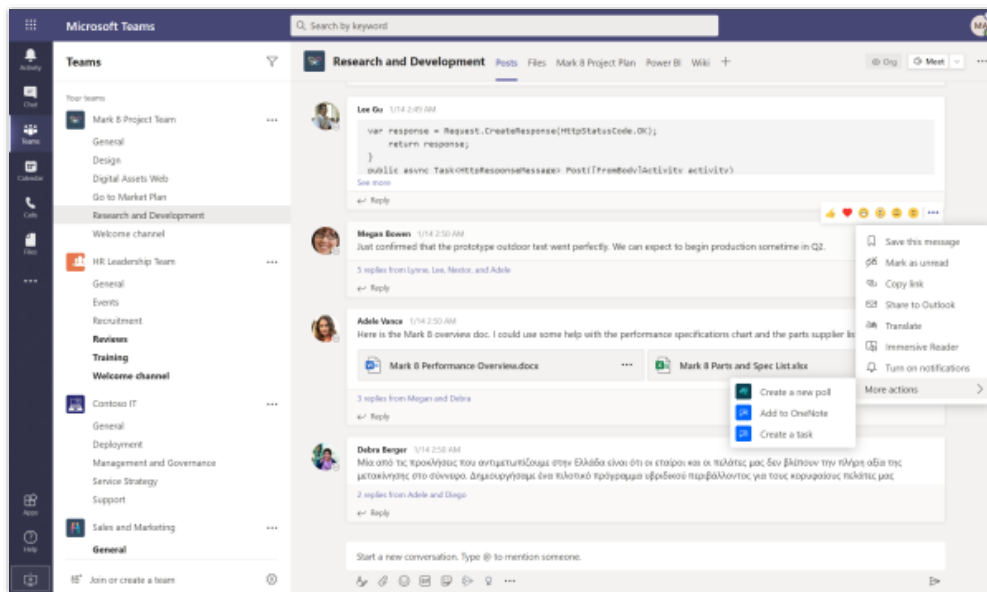 Microsoft Teams
Search by keyword
MA
Activity
Chat
Teams
Calendar
Calls
Files
Apps
Help
Teams
Your teams
Mark 8 Project Team
General
Design
Digital Assets Web
Go to Market Plan
Research and Development
Welcome channel
HR Leadership Team
General
Events
Recruitment
Reviews
Training
Welcome channel
Contoso IT
General
Deployment
Management and Governance
Service Strategy
Support
Sales and Marketing
General
Join or create a team
Research and Development Posts Files Mark 8 Project Plan Power BI Wiki
Org Meet
Lee Gu 1/14 2:49 AM
var response = Request.CreateResponse(HttpStatusCode.OK);
return response;
}
public async Task<HttpResponseMessage> Post([FromBody]Activity activity)
See more
Reply
Megan Bowen 1/14 2:50 AM
Just confirmed that the prototype outdoor test went perfectly. We can expect to begin production sometime in Q2.
5 replies from Lynne, Lee, Nestor, and Adele
Reply
Adele Vance 1/14 2:50 AM
Here is the Mark 8 overview doc. I could use some help with the performance specifications chart and the parts supplier
Mark 8 Performance Overview.docx
Mark 8 Parts and Spec List.xlsx
3 replies from Megan and Debra
Reply
Debra Berger 1/14 2:58 AM
Μία από τις προκλήσεις που αντιμετωπίζουμε στην Ελλάδα είναι ότι οι εταίροι και οι πελάτες μας δεν βλέπουν την πλήρη αξία της
μετακίνησης στο σύννεφο. Δημιουργήσαμε ένα πιλοτικό πρόγραμμα υβριδικού περιβάλλοντος για τους κορυφαίους πελάτες μας
2 replies from Adele and Diego
Reply
Start a new conversation. Type @ to mention someone.
Save this message
Mark as unread
Copy link
Share to Outlook
Translate
Immersive Reader
Turn on notifications
More actions
Create a new poll
Add to OneNote
Create a task